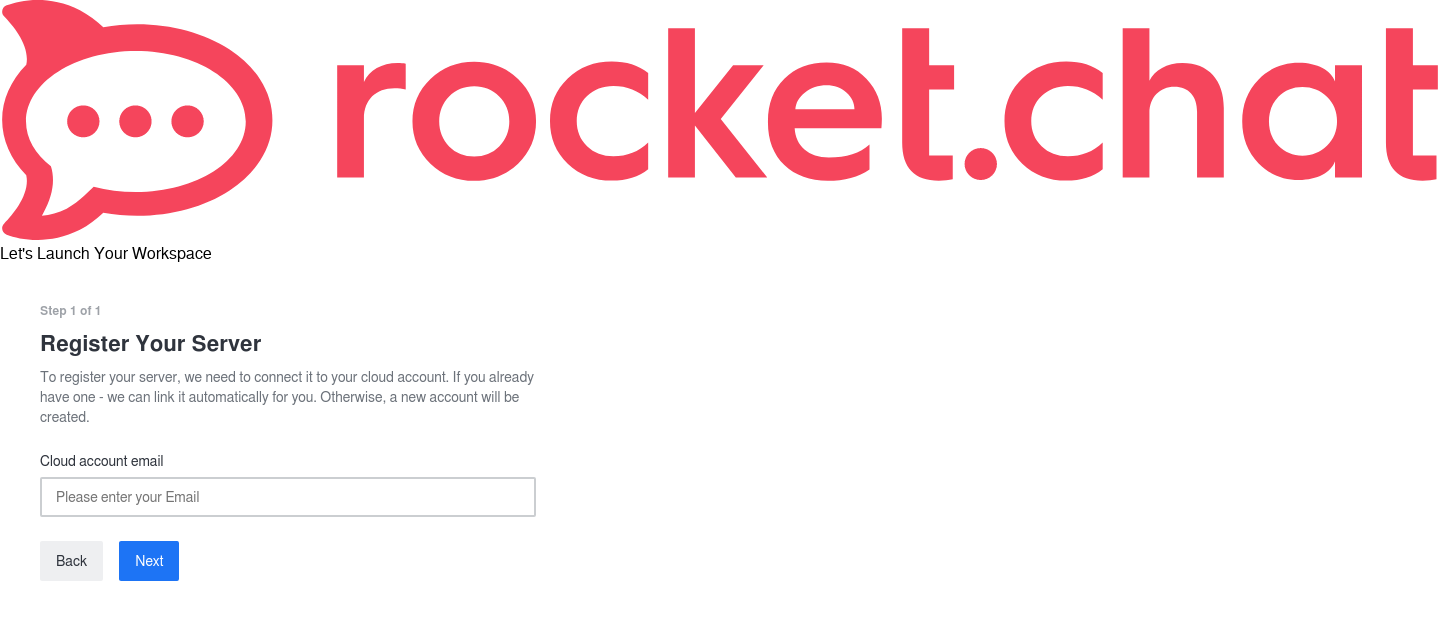 rocket.chat
Let's Launch Your Workspace
Step 1 of 1
Register Your Server
To register your server, we need to connect it to your cloud account. If you already
have one - we can link it automatically for you. Otherwise, a new account will be
created.
Cloud account email
Please enter your Email
Back Next